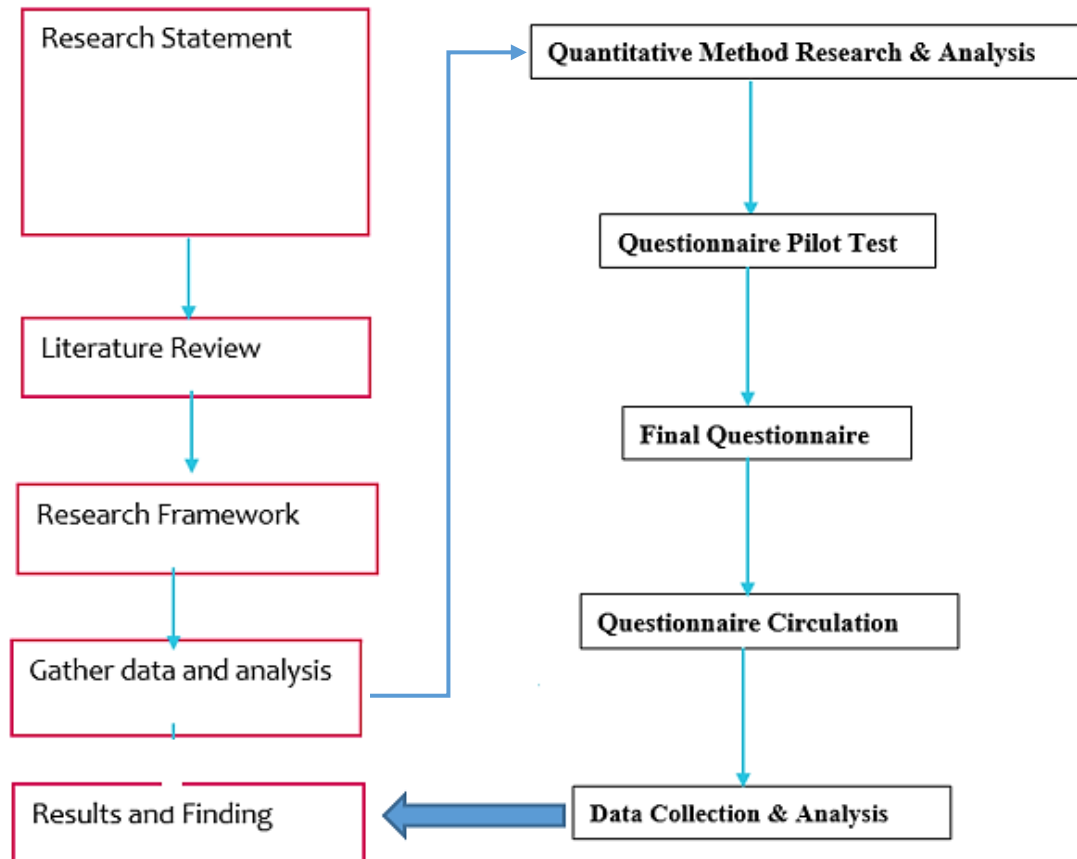 Research Statement
Literature Review
Research Framework
Gather data and analysis
Results and Finding
Quantitative Method Research & Analysis
Questionnaire Pilot Test
Final Questionnaire
Questionnaire Circulation
Data Collection & Analysis